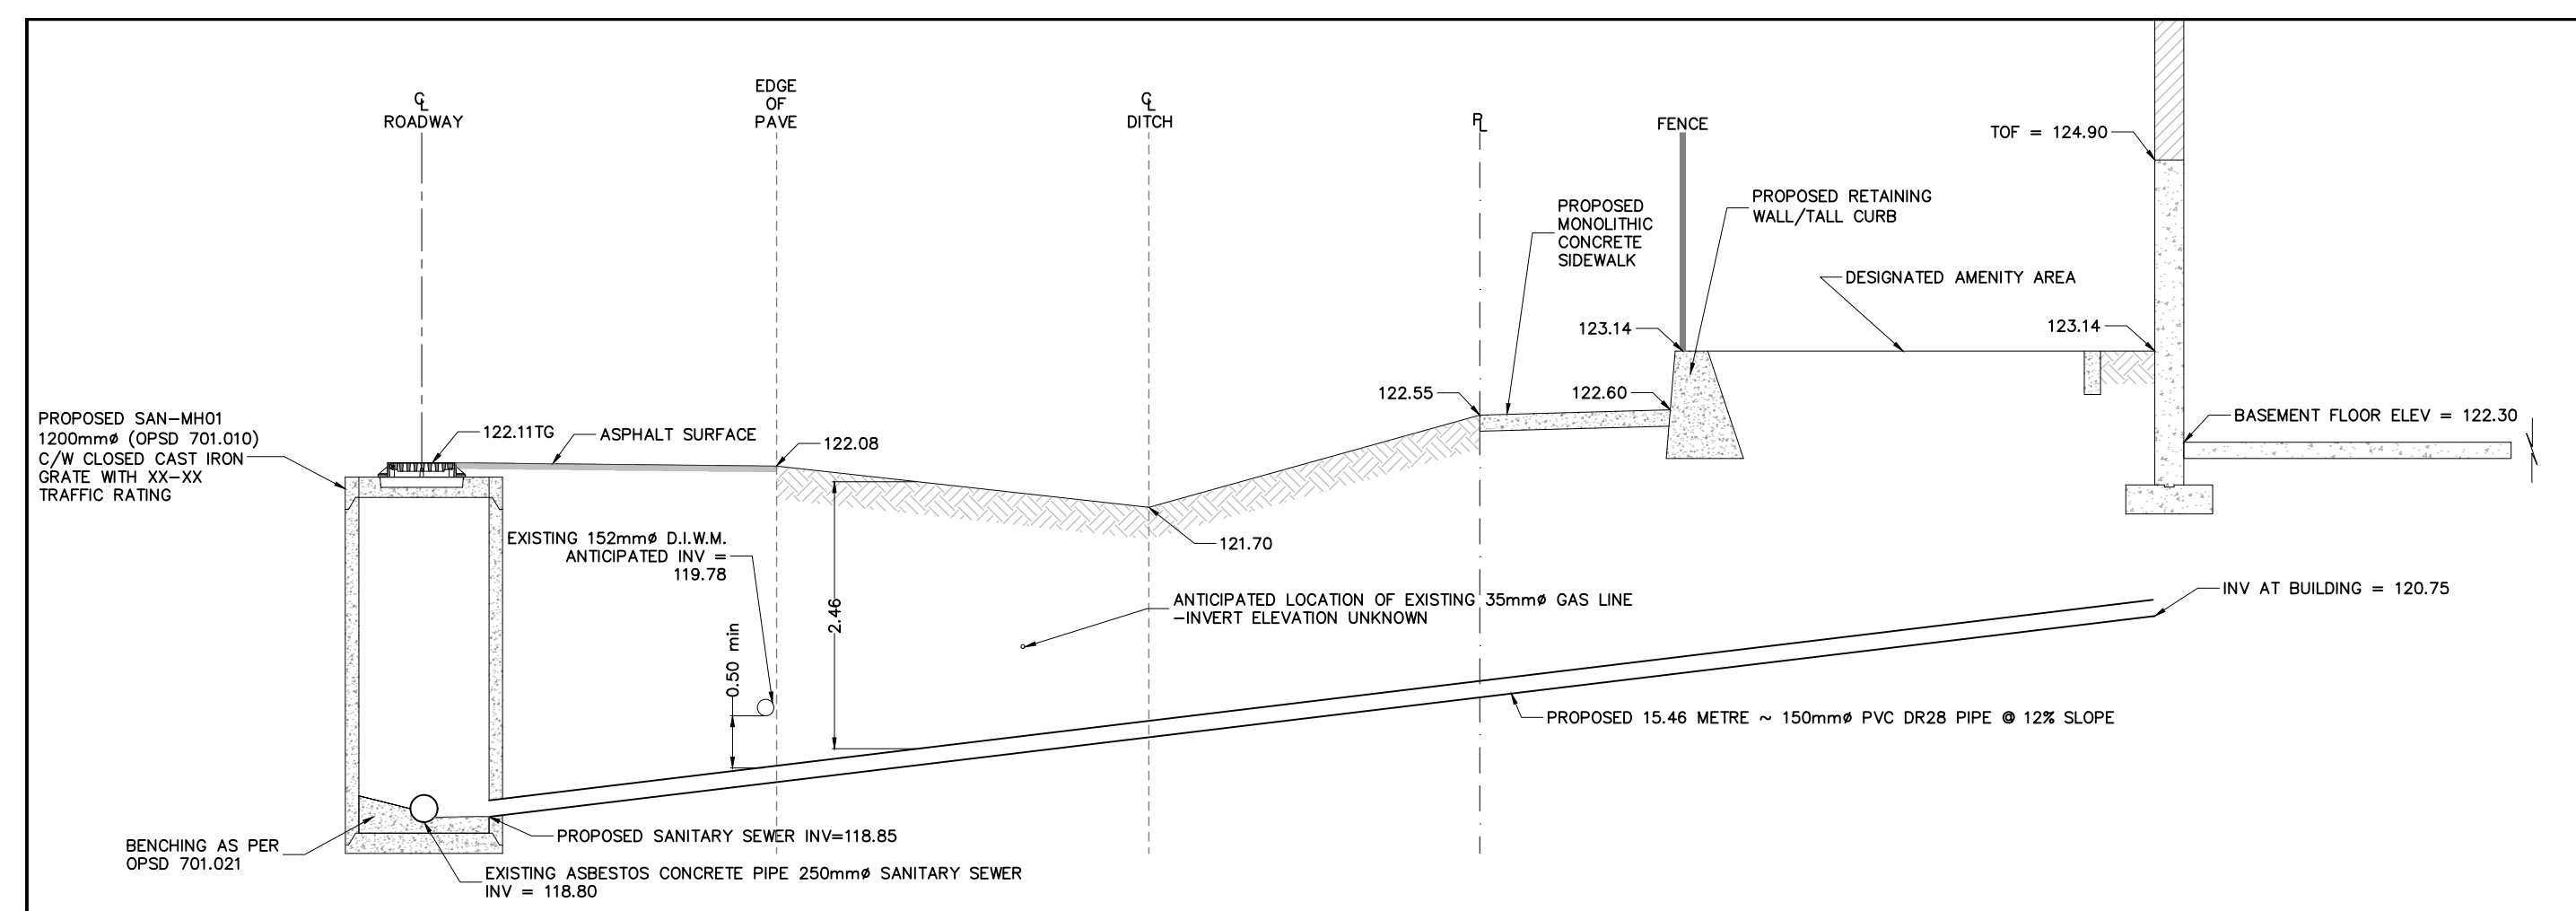 ℄
ROADWAY
EDGE
OF
PAVE
℄
DITCH
PL
FENCE
TOF = 124.90
PROPOSED
MONOLITHIC
CONCRETE
SIDEWALK
PROPOSED RETAINING
WALL/TALL CURB
DESIGNATED AMENITY AREA
123.14
123.14
122.55
122.60
BASEMENT FLOOR ELEV = 122.30
PROPOSED SAN-MH01
1200mmø (OPSD 701.010)
C/W CLOSED CAST IRON
GRATE WITH XX-XX
TRAFFIC RATING
122.11TG
ASPHALT SURFACE
122.08
EXISTING 152mmø D.I.W.M.
ANTICIPATED INV =
119.78
121.70
2.46
0.50 min
ANTICIPATED LOCATION OF EXISTING 35mmø GAS LINE
-INVERT ELEVATION UNKNOWN
INV AT BUILDING = 120.75
PROPOSED 15.46 METRE ~ 150mmø PVC DR28 PIPE @ 12% SLOPE
BENCHING AS PER
OPSD 701.021
PROPOSED SANITARY SEWER INV=118.85
EXISTING ASBESTOS CONCRETE PIPE 250mmø SANITARY SEWER
INV = 118.80